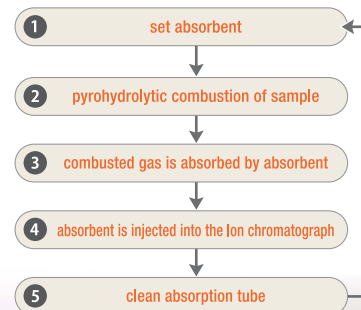 1 set absorbent
2 pyrohydrolytic combustion of sample
3 combusted gas is absorbed by absorbent
4 absorbent is injected into the Ion chromatograph
5 clean absorption tube